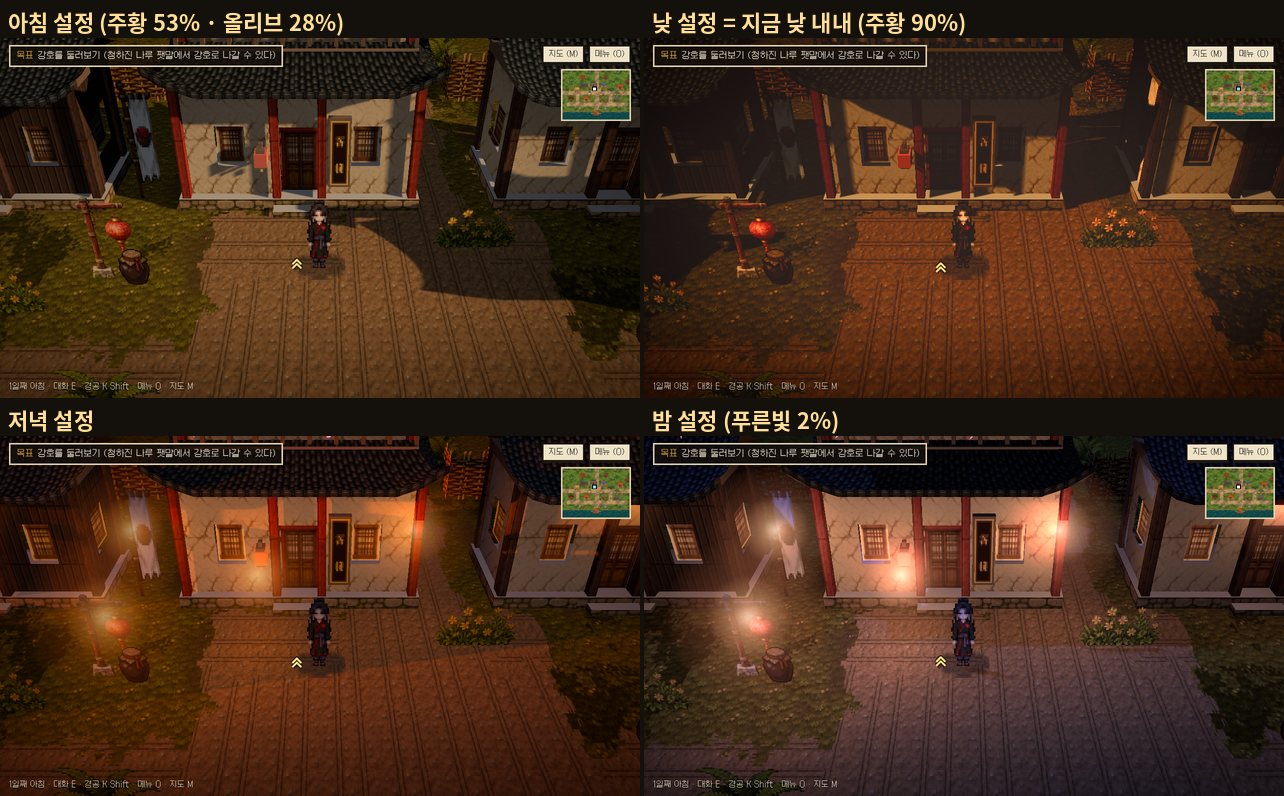 아침 설정 (주황 53% · 올리브 28%)
목표 강호를 둘러보기 (청하진 나루 팻말에서 강호로 나갈 수 있다)
지도 (M)
메뉴 (O)
1일째 아침 · 대화 E · 경공 K Shift · 메뉴 O · 지도 M
낮 설정 = 지금 낮 내내 (주황 90%)
목표 강호를 둘러보기 (청하진 나루 팻말에서 강호로 나갈 수 있다)
지도 (M)
메뉴 (O)
1일째 아침 · 대화 E · 경공 K Shift · 메뉴 O · 지도 M
저녁 설정
목표 강호를 둘러보기 (청하진 나루 팻말에서 강호로 나갈 수 있다)
지도 (M)
메뉴 (O)
1일째 아침 · 대화 E · 경공 K Shift · 메뉴 O · 지도 M
밤 설정 (푸른빛 2%)
목표 강호를 둘러보기 (청하진 나루 팻말에서 강호로 나갈 수 있다)
지도 (M)
메뉴 (O)
1일째 아침 · 대화 E · 경공 K Shift · 메뉴 O · 지도 M